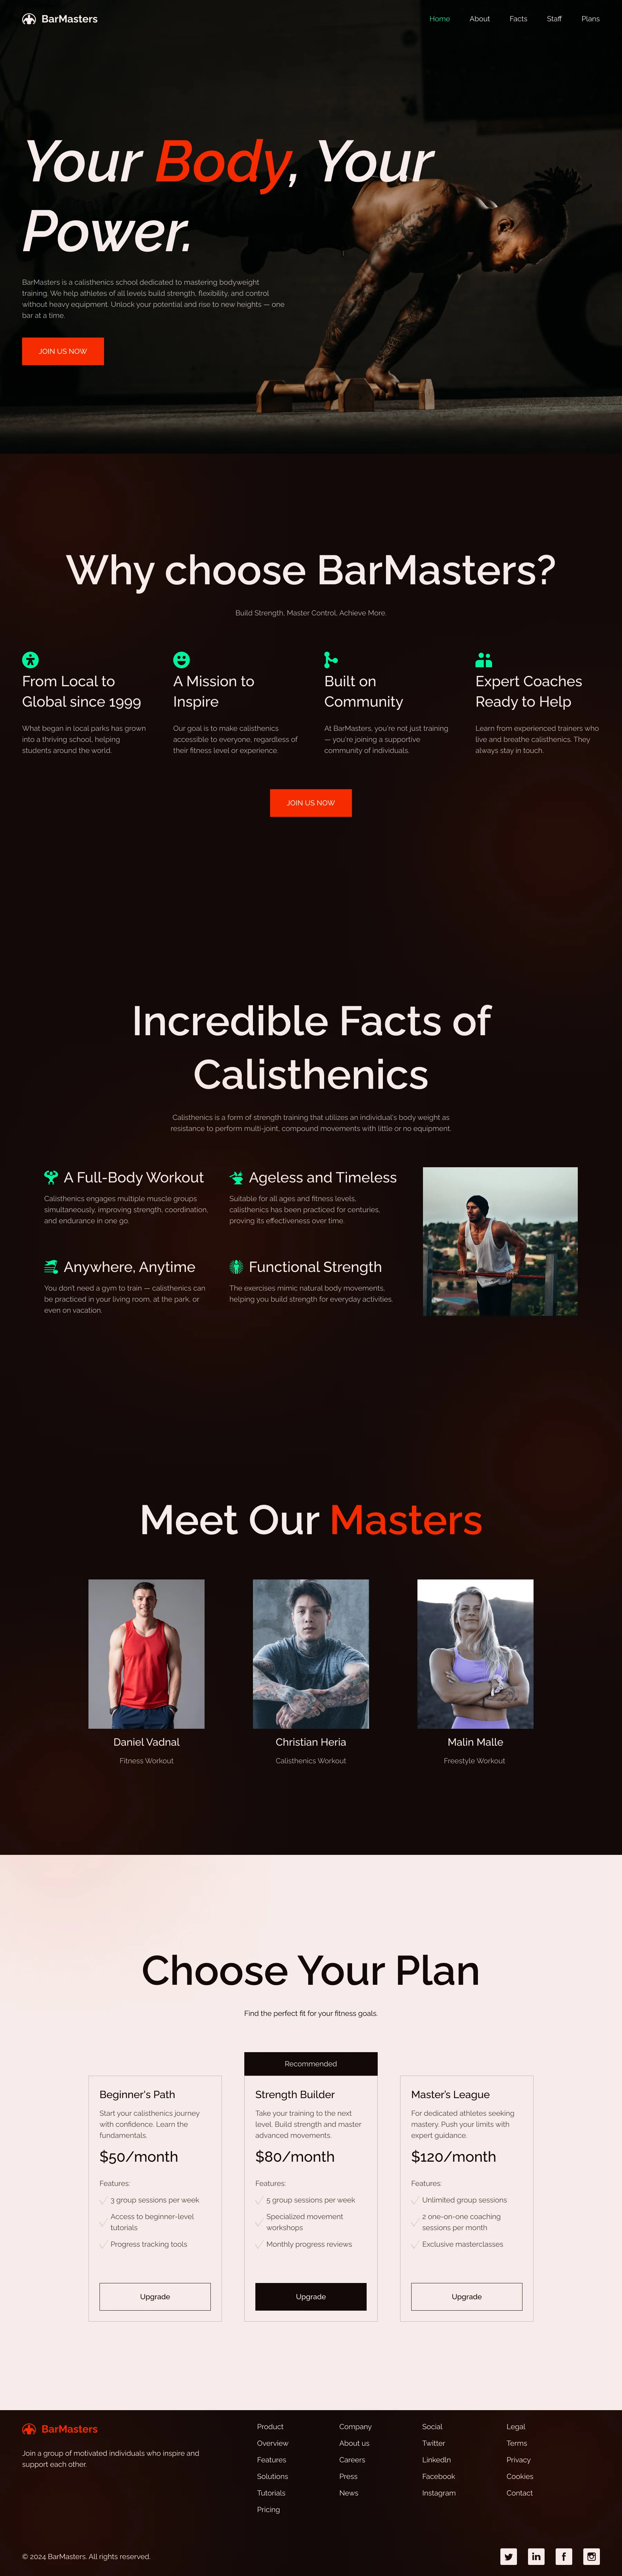 BarMasters
Home About Facts Staff Plans
Your Body, Your
Power.
BarMasters is a calisthenics school dedicated to mastering bodyweight
training. We help athletes of all levels build strength, flexibility, and control
without heavy equipment. Unlock your potential and rise to new heights — one
bar at a time.
JOIN US NOW
Why choose BarMasters?
Build Strength, Master Control, Achieve More.
From Local to
Global since 1999
What began in local parks has grown
into a thriving school, helping
students around the world.
A Mission to
Inspire
Our goal is to make calisthenics
accessible to everyone, regardless of
their fitness level or experience.
Built on
Community
At BarMasters, you're not just training
— you're joining a supportive
community of individuals.
Expert Coaches
Ready to Help
Learn from experienced trainers who
live and breathe calisthenics. They
always stay in touch.
JOIN US NOW
Incredible Facts of
Calisthenics
Calisthenics is a form of strength training that utilizes an individual's body weight as
resistance to perform multi-joint, compound movements with little or no equipment.
A Full-Body Workout
Calisthenics engages multiple muscle groups
simultaneously, improving strength, coordination,
and endurance in one go.
Ageless and Timeless
Suitable for all ages and fitness levels,
calisthenics has been practiced for centuries,
proving its effectiveness over time.
Anywhere, Anytime
You don't need a gym to train — calisthenics can
be practiced in your living room, at the park, or
even on vacation.
Functional Strength
The exercises mimic natural body movements,
helping you build strength for everyday activities.
Meet Our Masters
Daniel Vadnal
Fitness Workout
Christian Heria
Calisthenics Workout
Malin Malle
Freestyle Workout
Choose Your Plan
Find the perfect fit for your fitness goals.
Beginner's Path
Start your calisthenics journey
with confidence. Learn the
fundamentals.
$50/month
Features:
3 group sessions per week
Access to beginner-level
tutorials
Progress tracking tools
Upgrade
Recommended
Strength Builder
Take your training to the next
level. Build strength and master
advanced movements.
$80/month
Features:
5 group sessions per week
Specialized movement
workshops
Monthly progress reviews
Upgrade
Master's League
For dedicated athletes seeking
mastery. Push your limits with
expert guidance.
$120/month
Features:
Unlimited group sessions
2 one-on-one coaching
sessions per month
Exclusive masterclasses
Upgrade
BarMasters
Join a group of motivated individuals who inspire and
support each other.
Product
Overview
Features
Solutions
Tutorials
Pricing
Company
About us
Careers
Press
News
Social
Twitter
LinkedIn
Facebook
Instagram
Legal
Terms
Privacy
Cookies
Contact
© 2024 BarMasters. All rights reserved.